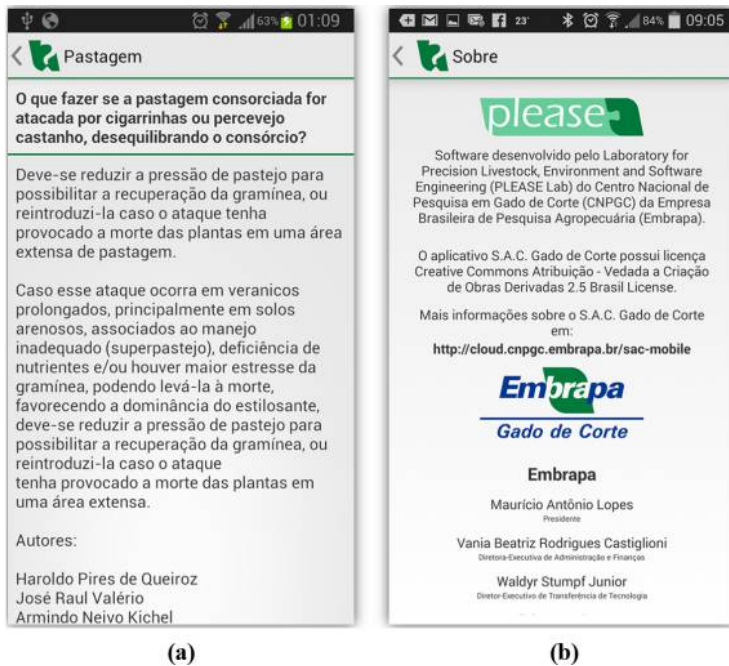 63% 01:09
Pastagem
O que fazer se a pastagem consorciada for
atacada por cigarrinhas ou percevejo
castanho, desequilibrando o consórcio?
Deve-se reduzir a pressão de pastejo para
possibilitar a recuperação da gramínea, ou
reintroduzi-la caso o ataque tenha
provocado a morte das plantas em uma área
extensa de pastagem.
Caso esse ataque ocorra em veranicos
prolongados, principalmente em solos
arenosos, associados ao manejo
inadequado (superpastejo), deficiência de
nutrientes e/ou houver maior estresse da
gramínea, podendo levá-la à morte,
favorecendo a dominância do estilosante,
deve-se reduzir a pressão de pastejo para
possibilitar a recuperação da gramínea, ou
reintroduzi-la caso o ataque
tenha provocado a morte das plantas em
uma área extensa.
Autores:
Haroldo Pires de Queiroz
José Raul Valério
Armindo Neivo Kichel
(a)
23° 84% 09:05
Sobre
please
Software desenvolvido pelo Laboratory for
Precision Livestock, Environment and Software
Engineering (PLEASE Lab) do Centro Nacional de
Pesquisa em Gado de Corte (CNPGC) da Empresa
Brasileira de Pesquisa Agropecuária (Embrapa).
O aplicativo S.A.C. Gado de Corte possui licença
Creative Commons Atribuição - Vedada a Criação
de Obras Derivadas 2.5 Brasil License.
Mais informações sobre o S.A.C. Gado de Corte
em:
http://cloud.cnpgc.embrapa.br/sac-mobile
Embrapa
Gado de Corte
Embrapa
Maurício Antônio Lopes
Presidente
Vania Beatriz Rodrigues Castiglioni
Diretora-Executiva de Administração e Finanças
Waldyr Stumpf Junior
Diretor-Executivo de Transferência de Tecnologia
(b)